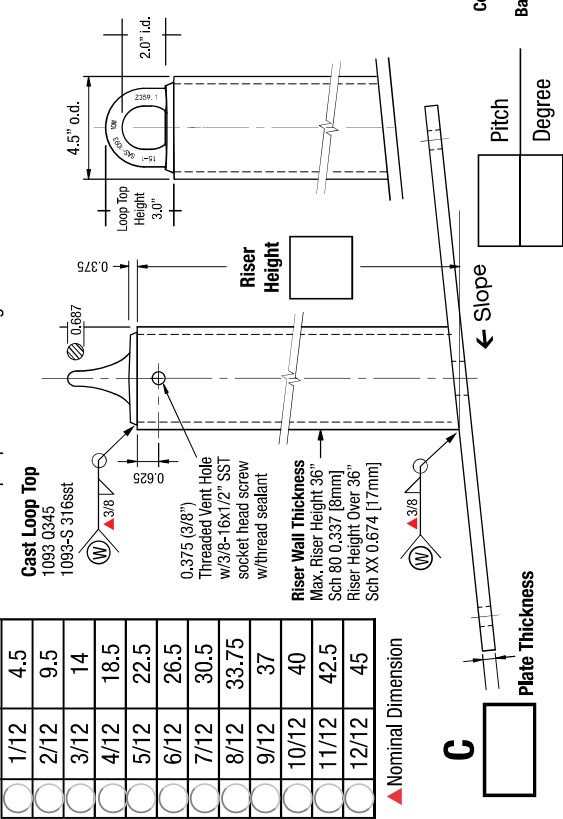 1/12 4.5
2/12 9.5
3/12 14
4/12 18.5
5/12 22.5
6/12 26.5
7/12 30.5
8/12 33.75
9/12 37
10/12 40
11/12 42.5
12/12 45
Nominal Dimension
Cast Loop Top
1093 Q345
1093-S 316sst
W
3/8
0.687
0.375
0.625
0.375 (3/8")
Threaded Vent Hole
w/3/8-16x1/2" SST
socket head screw
w/thread sealant
Riser Wall Thickness
Max. Riser Height 36"
Sch 80 0.337 [8mm]
Riser Height Over 36"
Sch XX 0.674 [17mm]
W
3/8
Riser
Height
4.5" o.d.
2.0" i.d.
Loop Top
Height
3.0"
SAS-1093
15-1
Slope
Pitch
Degree
C
Plate Thickness
Ba